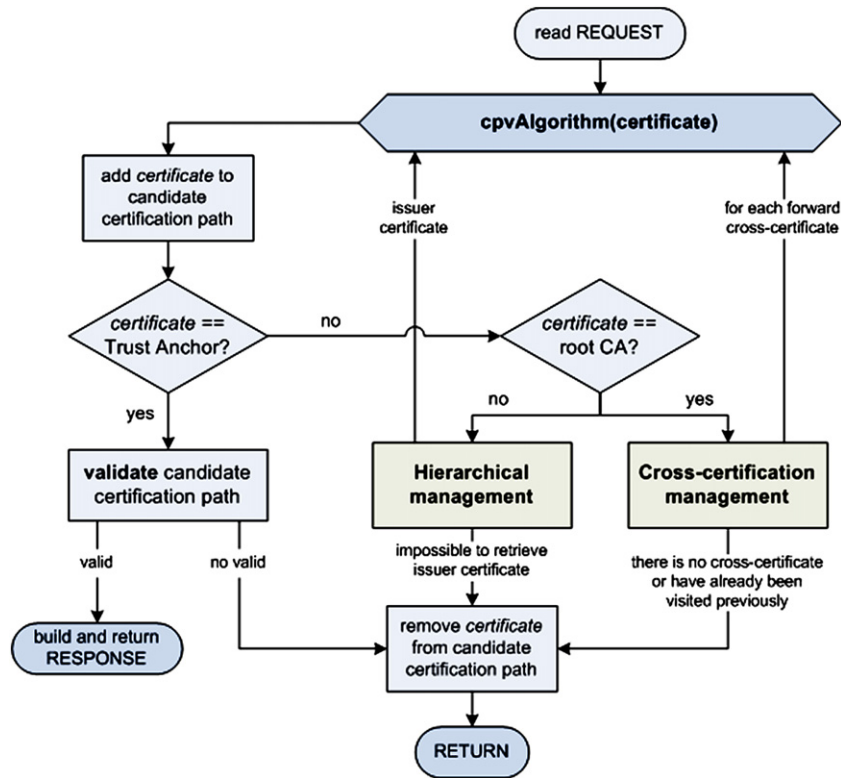 read REQUEST
cpvAlgorithm(certificate)
add certificate to
candidate
certification path
issuer
certificate
for each forward
cross-certificate
certificate ==
Trust Anchor?
no
certificate ==
root CA?
yes
no
yes
validate candidate
certification path
Hierarchical
management
Cross-certification
management
valid
no valid
impossible to retrieve
issuer certificate
there is no cross-certificate
or have already been
visited previously
build and return
RESPONSE
remove certificate
from candidate
certification path
RETURN